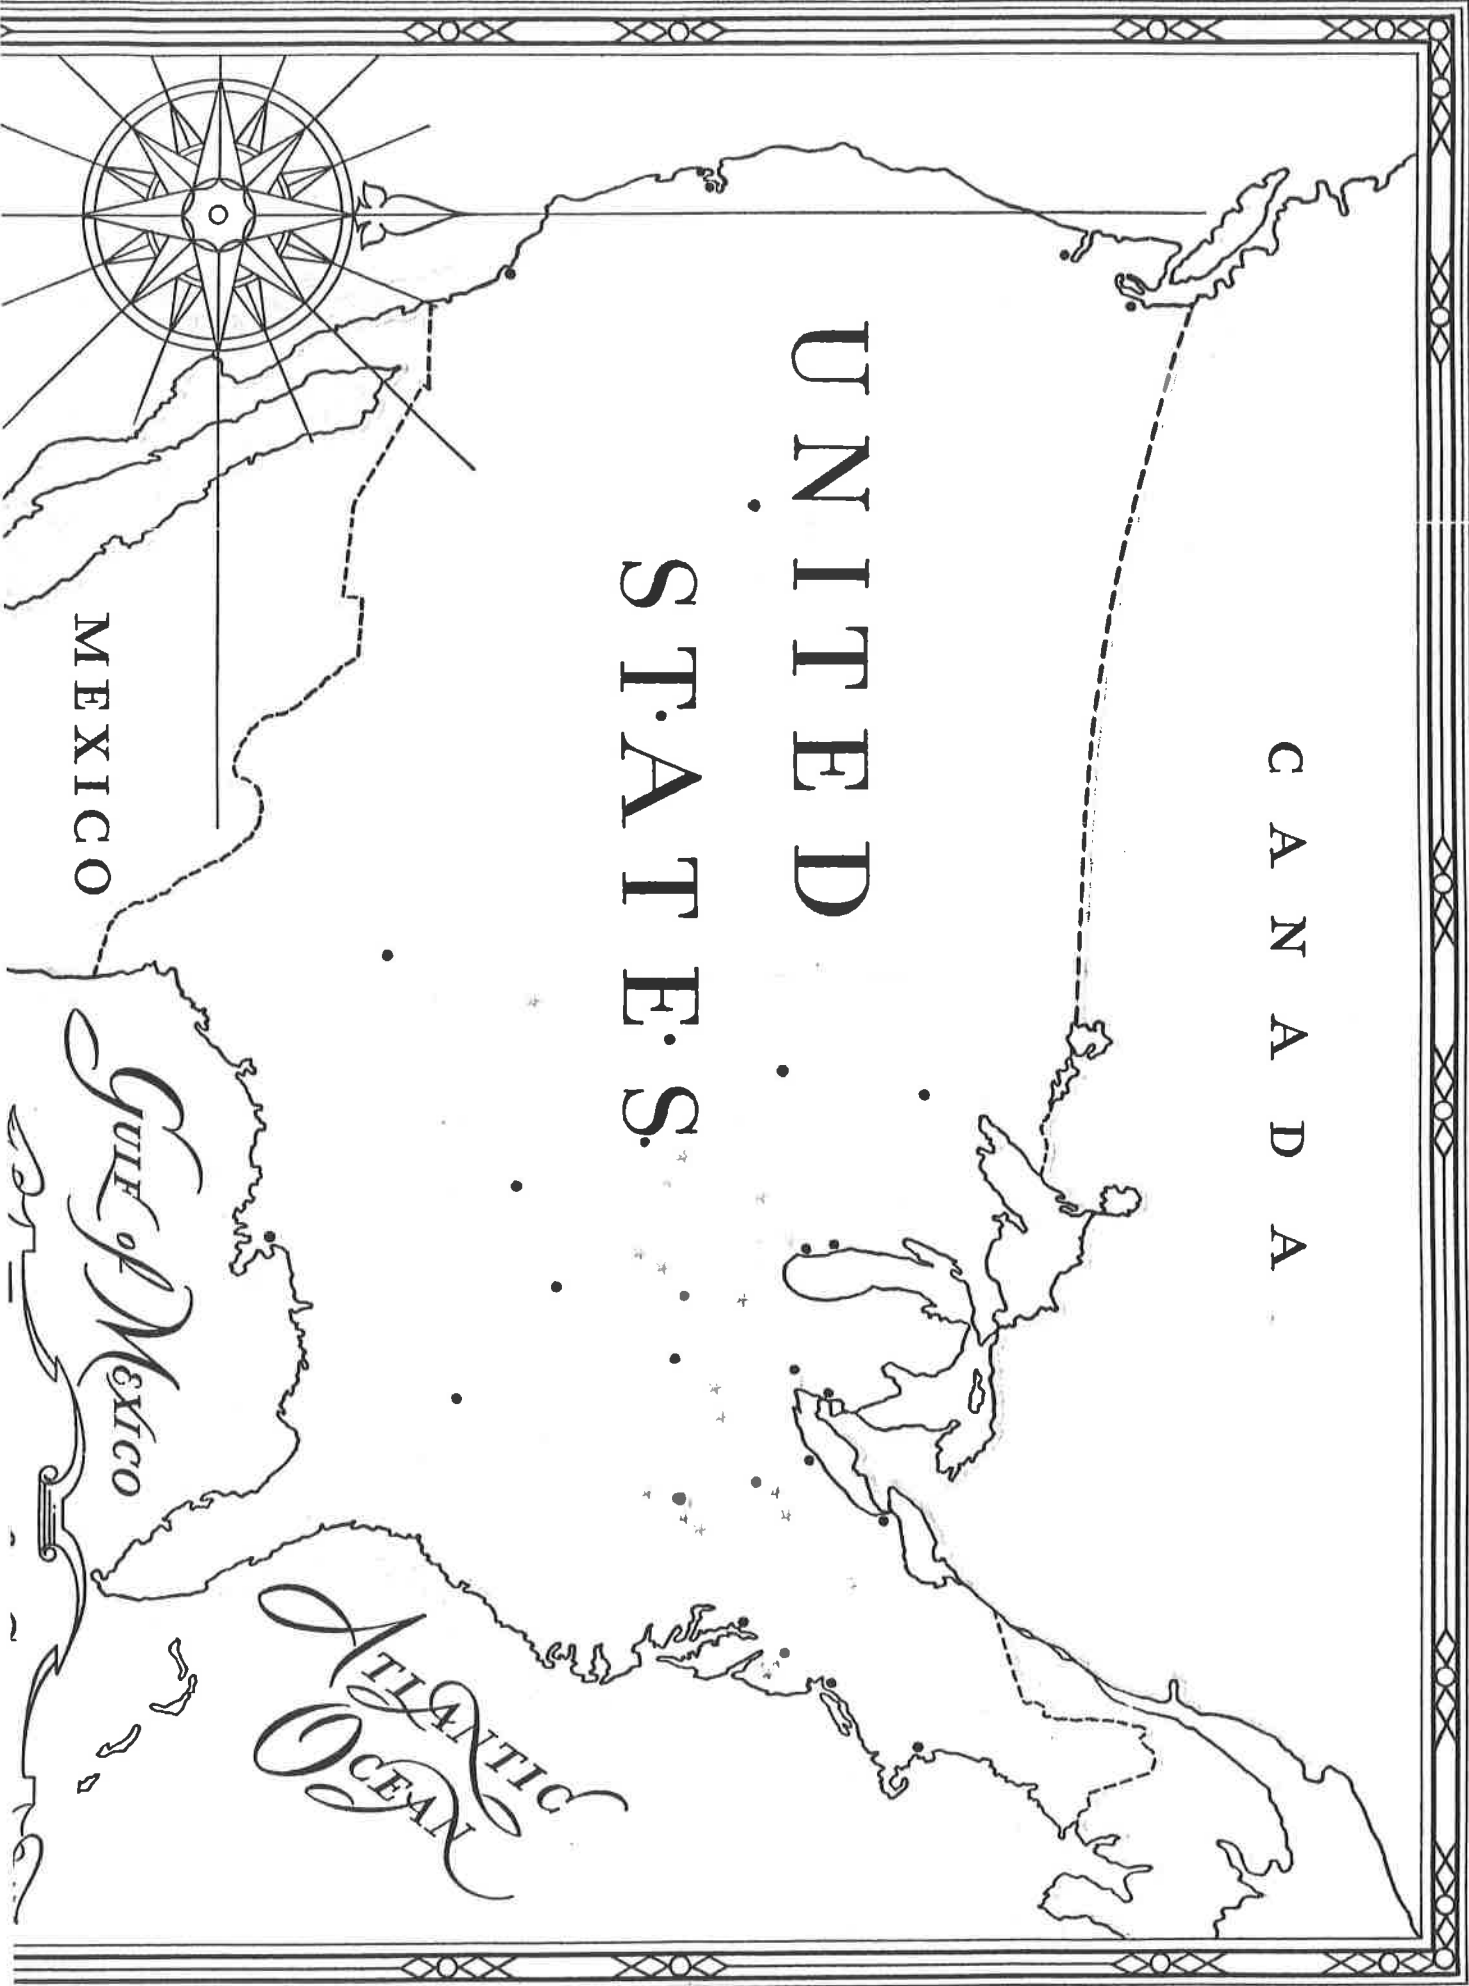 CANADA
UNITED
STATES
MEXICO
GULF OF MEXICO
ATLANTIC
OCEAN